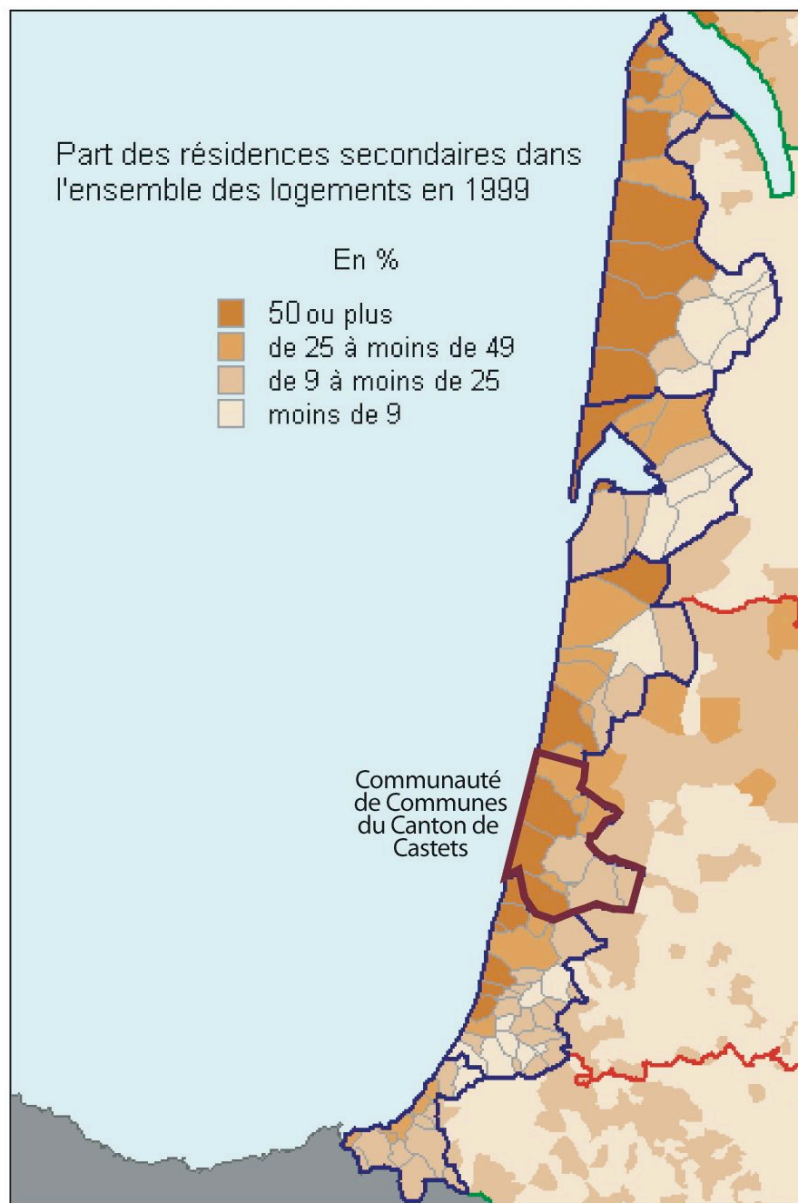 Part des résidences secondaires dans
l'ensemble des logements en 1999
En %
50 ou plus
de 25 à moins de 49
de 9 à moins de 25
moins de 9
Communauté
de Communes
du Canton de
Castets